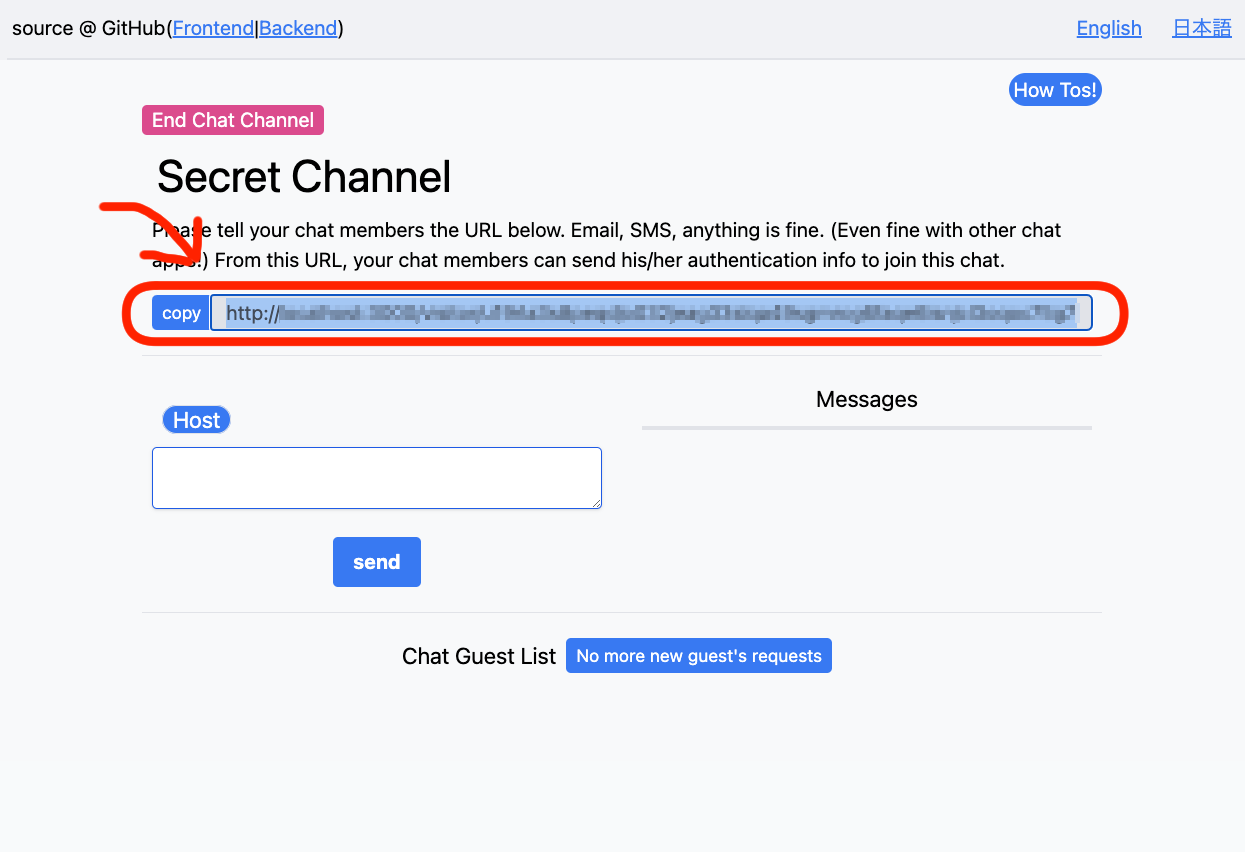 source @ GitHub(Frontend|Backend)
English 日本語
How Tos!
End Chat Channel
Secret Channel
Please tell your chat members the URL below. Email, SMS, anything is fine. (Even fine with other chat
apps!) From this URL, your chat members can send his/her authentication info to join this chat.
copy http://
Host
Messages
send
Chat Guest List No more new guest's requests